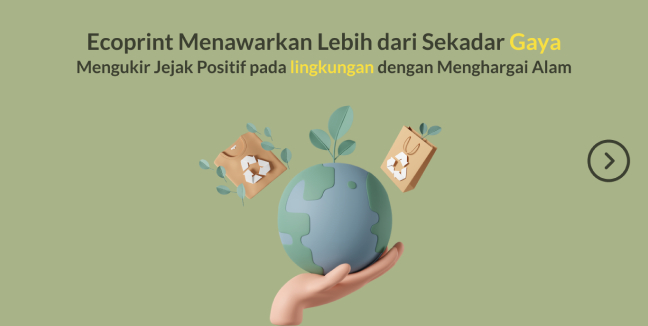 Ecoprint Menawarkan Lebih dari Sekadar Gaya
Mengukir Jejak Positif pada lingkungan dengan Menghargai Alam